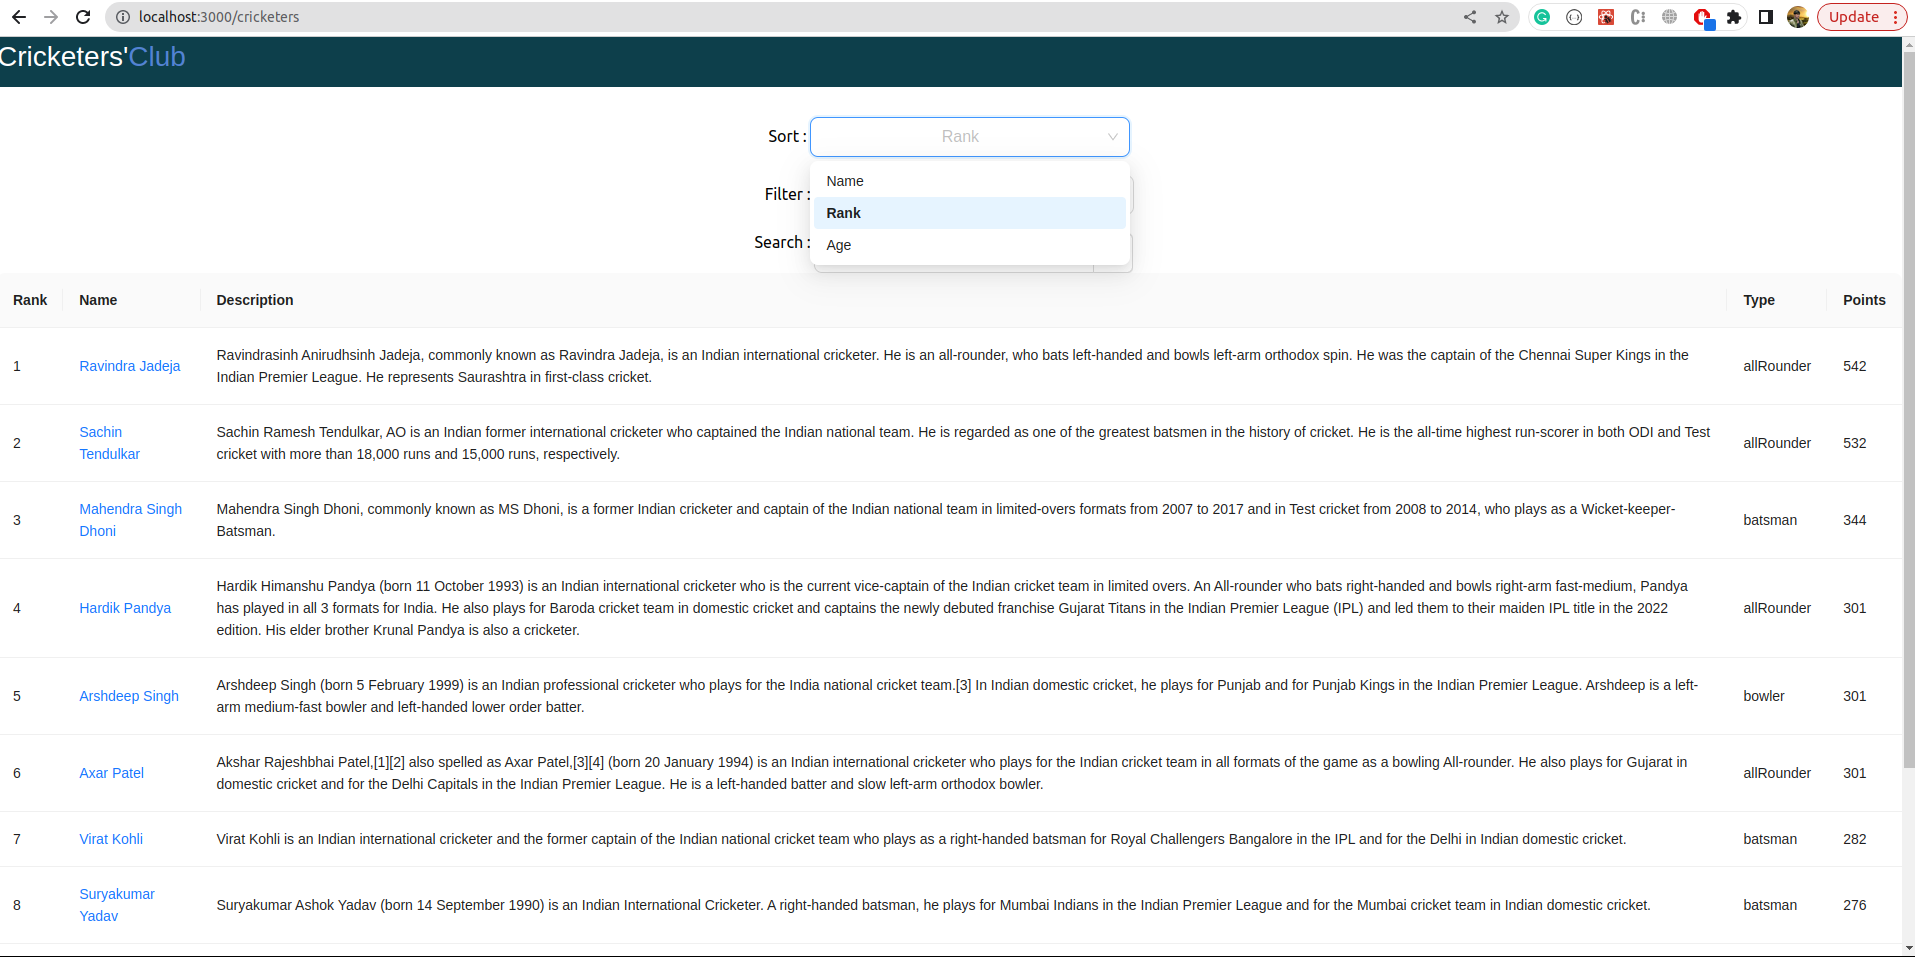 localhost:3000/cricketers
Update
Cricketers'Club
Sort : Rank
Name
Filter :
Rank
Search :
Age
Rank Name Description Type Points
1 Ravindra Jadeja Ravindrasinh Anirudhsinh Jadeja, commonly known as Ravindra Jadeja, is an Indian international cricketer. He is an all-rounder, who bats left-handed and bowls left-arm orthodox spin. He was the captain of the Chennai Super Kings in the
Indian Premier League. He represents Saurashtra in first-class cricket. allRounder 542
2 Sachin
Tendulkar Sachin Ramesh Tendulkar, AO is an Indian former international cricketer who captained the Indian national team. He is regarded as one of the greatest batsmen in the history of cricket. He is the all-time highest run-scorer in both ODI and Test
cricket with more than 18,000 runs and 15,000 runs, respectively. allRounder 532
3 Mahendra Singh
Dhoni Mahendra Singh Dhoni, commonly known as MS Dhoni, is a former Indian cricketer and captain of the Indian national team in limited-overs formats from 2007 to 2017 and in Test cricket from 2008 to 2014, who plays as a Wicket-keeper-
Batsman. batsman 344
4 Hardik Pandya Hardik Himanshu Pandya (born 11 October 1993) is an Indian international cricketer who is the current vice-captain of the Indian cricket team in limited overs. An All-rounder who bats right-handed and bowls right-arm fast-medium, Pandya
has played in all 3 formats for India. He also plays for Baroda cricket team in domestic cricket and captains the newly debuted franchise Gujarat Titans in the Indian Premier League (IPL) and led them to their maiden IPL title in the 2022
edition. His elder brother Krunal Pandya is also a cricketer. allRounder 301
5 Arshdeep Singh Arshdeep Singh (born 5 February 1999) is an Indian professional cricketer who plays for the India national cricket team.[3] In Indian domestic cricket, he plays for Punjab and for Punjab Kings in the Indian Premier League. Arshdeep is a left-
arm medium-fast bowler and left-handed lower order batter. bowler 301
6 Axar Patel Akshar Rajeshbhai Patel,[1][2] also spelled as Axar Patel,[3][4] (born 20 January 1994) is an Indian international cricketer who plays for the Indian cricket team in all formats of the game as a bowling All-rounder. He also plays for Gujarat in
domestic cricket and for the Delhi Capitals in the Indian Premier League. He is a left-handed batter and slow left-arm orthodox bowler. allRounder 301
7 Virat Kohli Virat Kohli is an Indian international cricketer and the former captain of the Indian national cricket team who plays as a right-handed batsman for Royal Challengers Bangalore in the IPL and for the Delhi in Indian domestic cricket. batsman 282
8 Suryakumar
Yadav Suryakumar Ashok Yadav (born 14 September 1990) is an Indian International Cricketer. A right-handed batsman, he plays for Mumbai Indians in the Indian Premier League and for the Mumbai cricket team in Indian domestic cricket. batsman 276